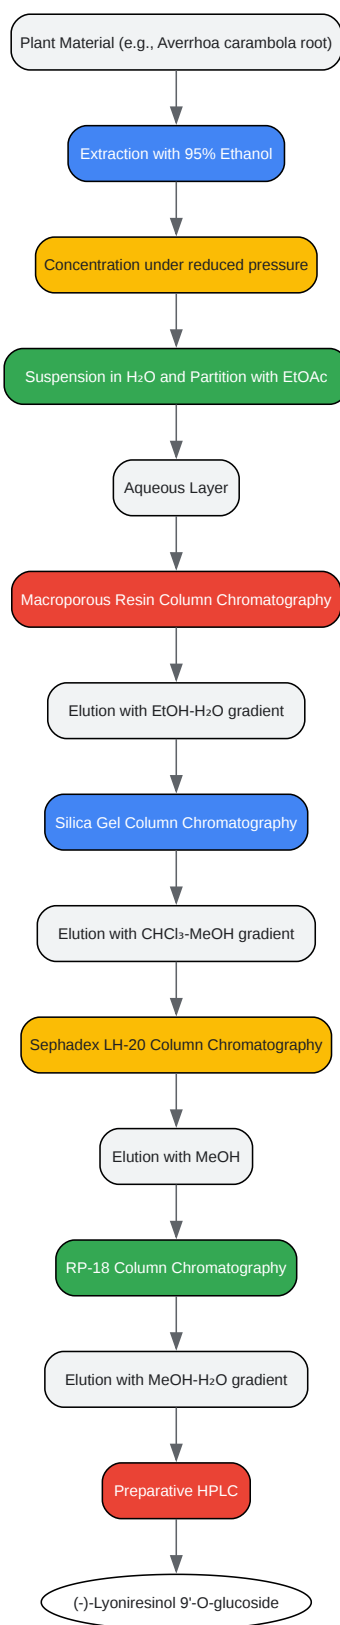 Plant Material (e.g., Averrhoa carambola root)
Extraction with 95% Ethanol
Concentration under reduced pressure
Suspension in H₂O and Partition with EtOAc
Aqueous Layer
Macroporous Resin Column Chromatography
Elution with EtOH-H₂O gradient
Silica Gel Column Chromatography
Elution with CHCl₃-MeOH gradient
Sephadex LH-20 Column Chromatography
Elution with MeOH
RP-18 Column Chromatography
Elution with MeOH-H₂O gradient
Preparative HPLC
(-)-Lyoniresinol 9'-O-glucoside